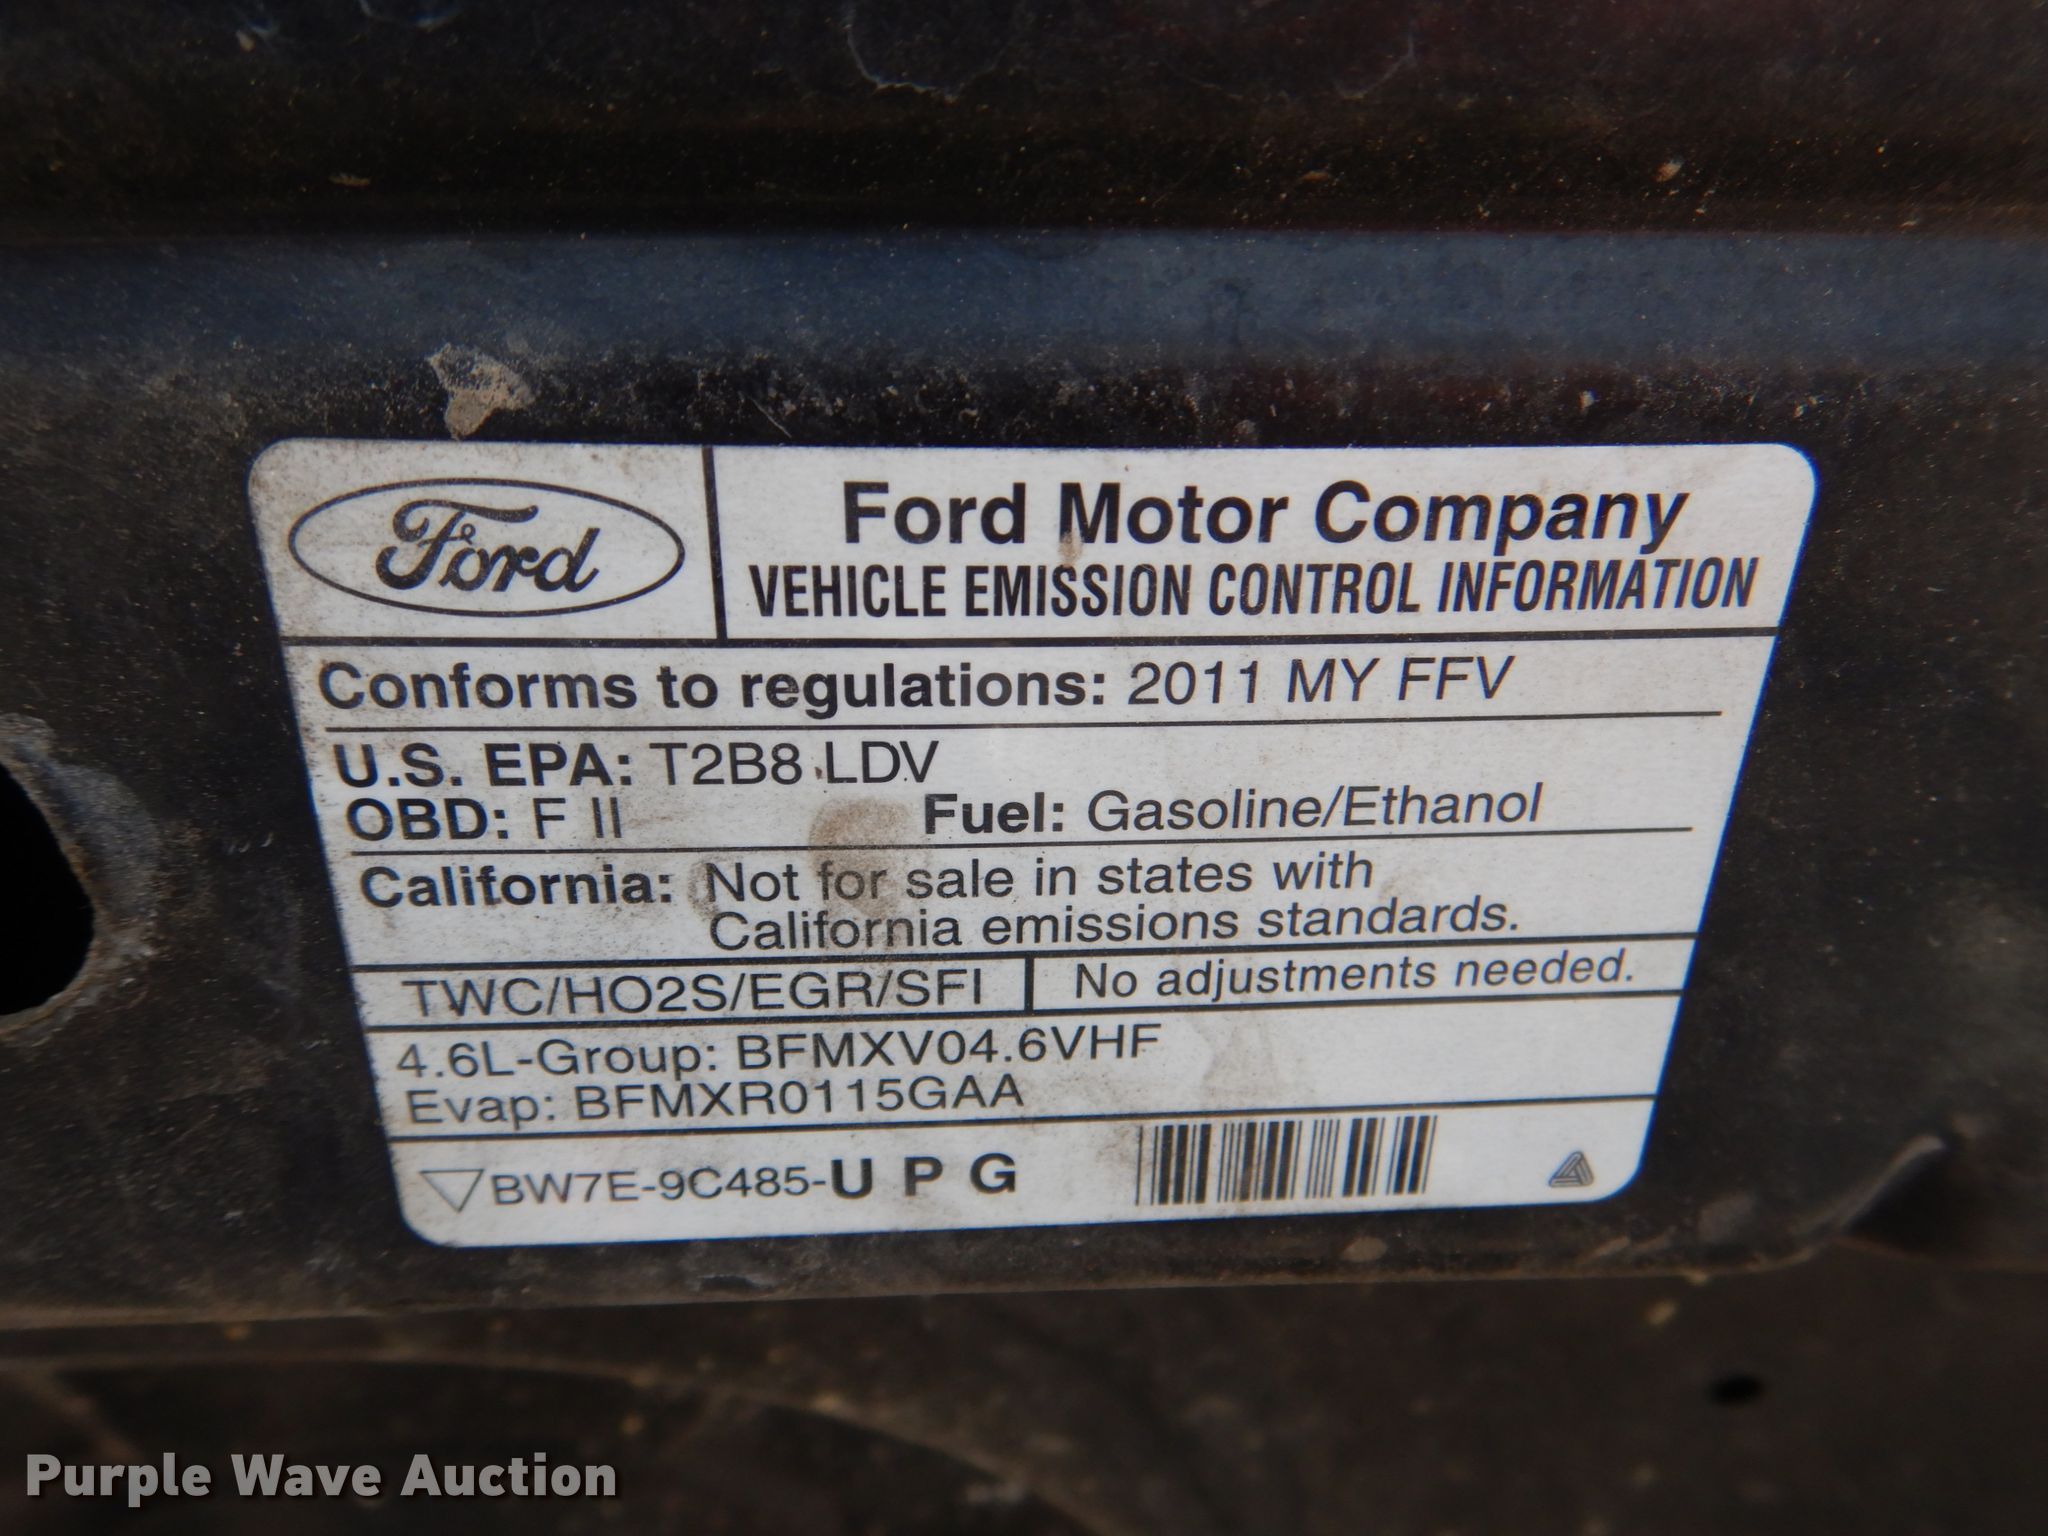 Ford
Ford Motor Company
VEHICLE EMISSION CONTROL INFORMATION
Conforms to regulations: 2011 MY FFV
U.S. EPA: T2B8 LDV
OBD: F II Fuel: Gasoline/Ethanol
California: Not for sale in states with
California emissions standards.
TWC/HO2S/EGR/SFI No adjustments needed.
4.6L-Group: BFMXV04.6VHF
Evap: BFMXR0115GAA
BW7E-9C485-U P G
Purple Wave Auction